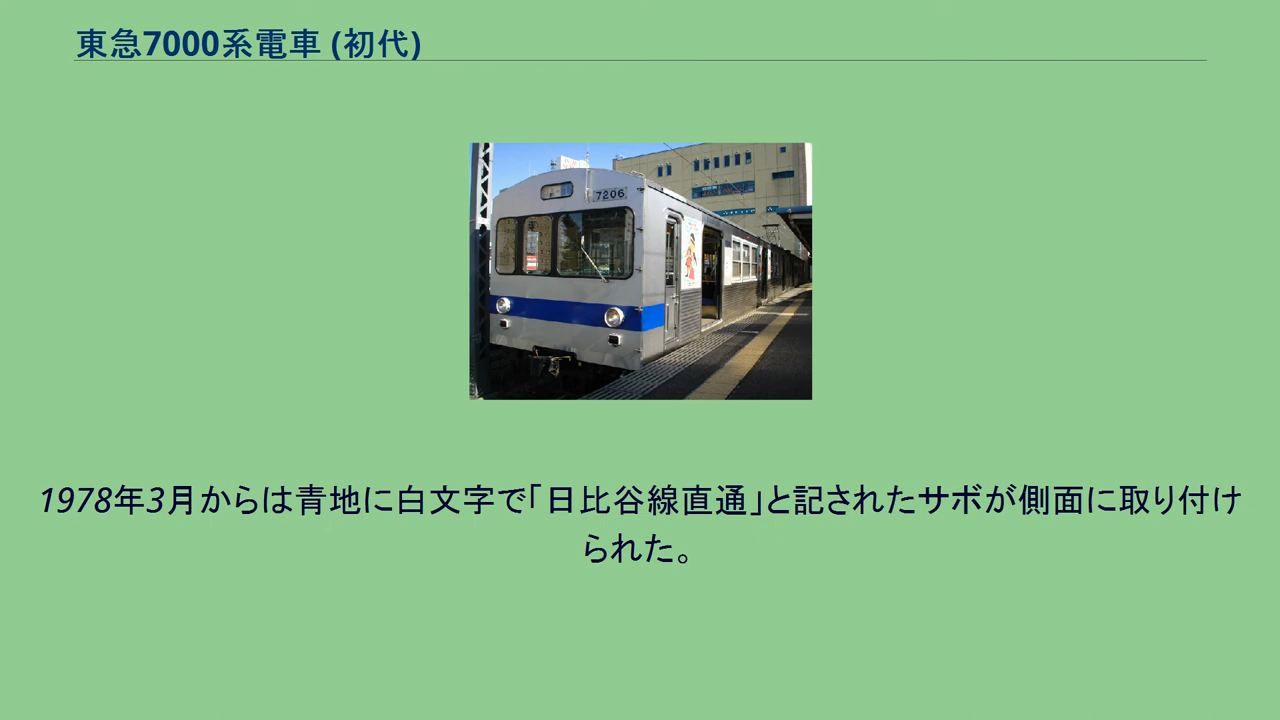 東急7000系電車 (初代)
7206
1978年3月からは青地に白文字で「日比谷線直通」と記されたサボが側面に取り付け
られた。